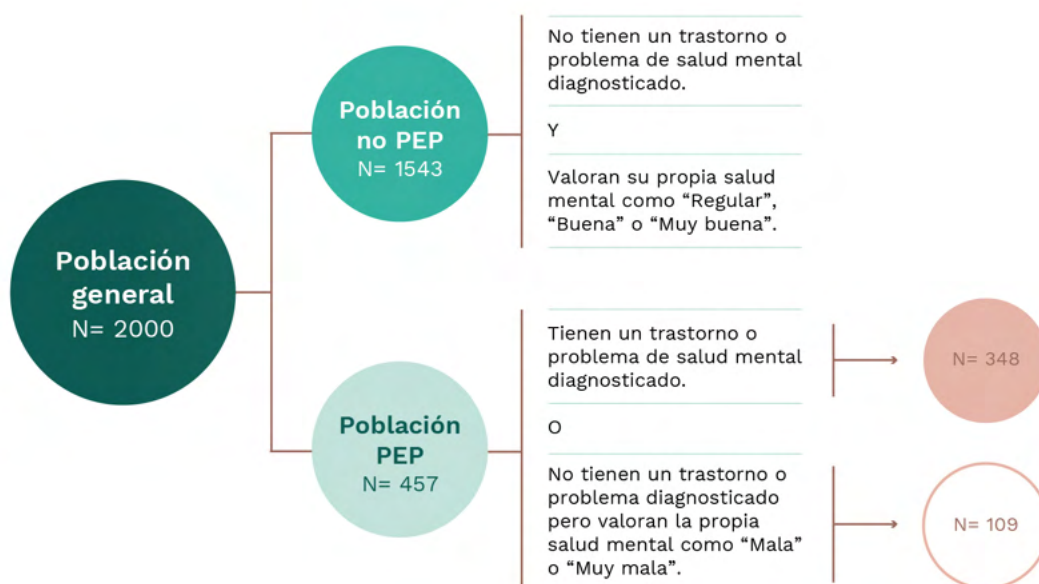 Población
general
N= 2000
Población
no PEP
N= 1543
No tienen un trastorno o
problema de salud mental
diagnosticado.
Y
Valoran su propia salud
mental como “Regular”,
“Buena” o “Muy buena”.
Población
PEP
N= 457
Tienen un trastorno o
problema de salud mental
diagnosticado.
N= 348
O
No tienen un trastorno o
problema diagnosticado
pero valoran la propia
salud mental como “Mala”
o “Muy mala”.
N= 109